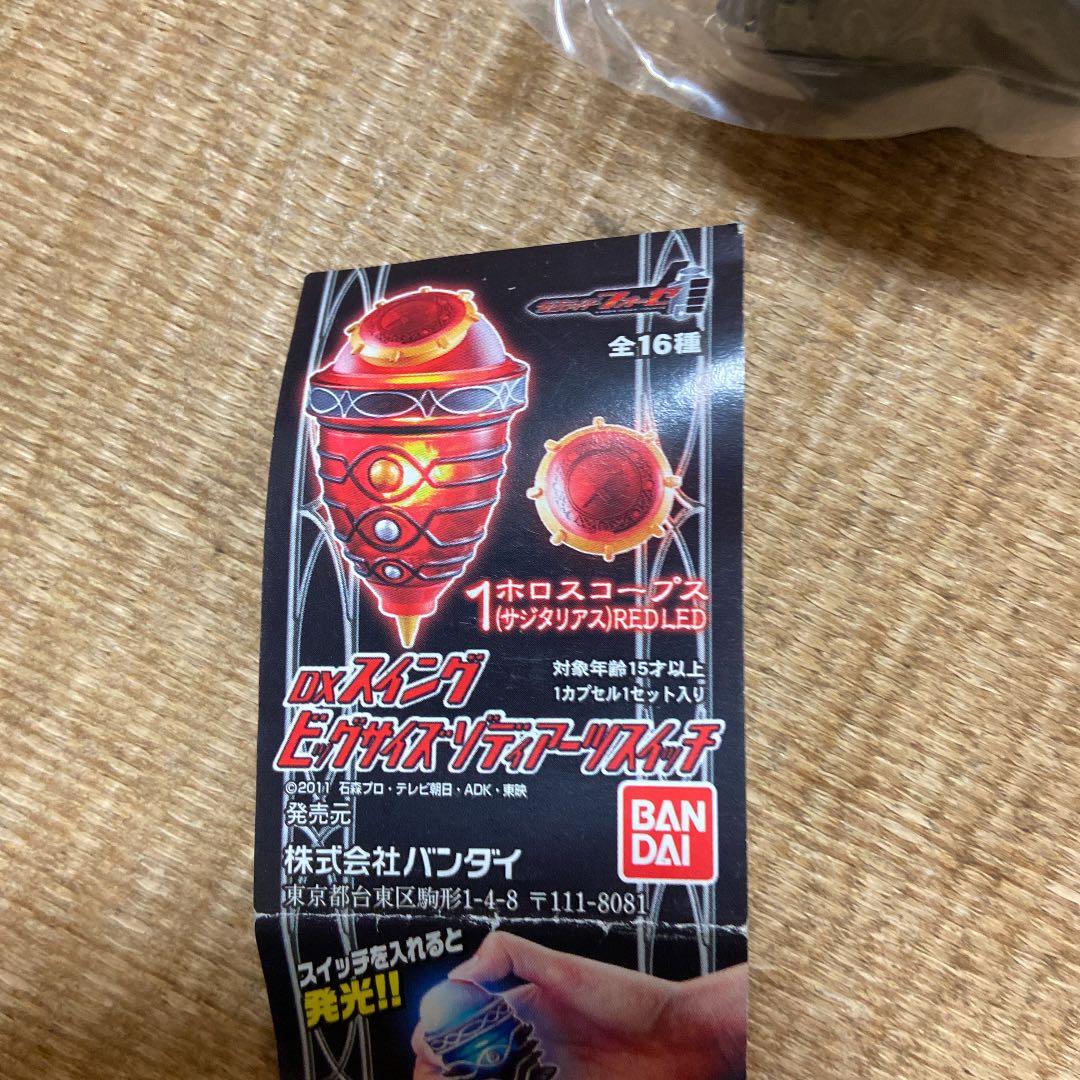 仮面ライダーフォーゼ
全16種
1ホロスコープス
(サジタリアス)RED LED
DXスイング
対象年齢15才以上
1カプセル1セット入り
ビッグサイズゾディアーツスイッチ
©2011 石森プロ・テレビ朝日・ADK・東映
発売元
BAN
DAI
株式会社バンダイ
東京都台東区駒形1-4-8 〒111-8081
スイッチを入れると
発光!!